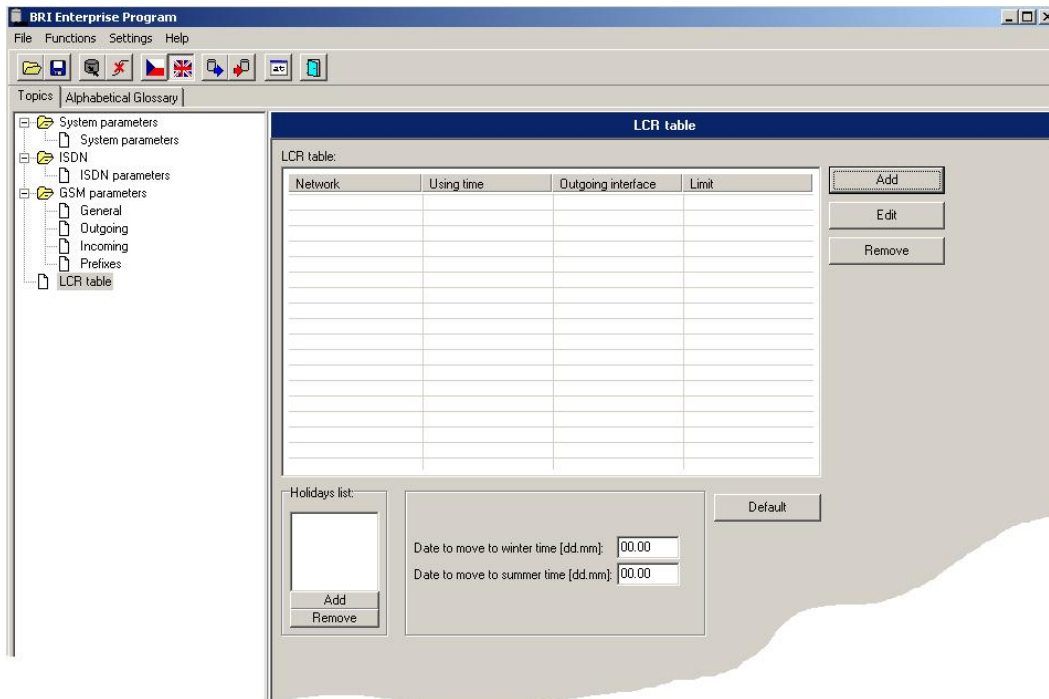 BRI Enterprise Program
File Functions Settings Help
at
Topics Alphabetical Glossary
System parameters
System parameters
ISDN
ISDN parameters
GSM parameters
General
Outgoing
Incoming
Prefixes
LCR table
LCR table
LCR table:
Network Using time Outgoing interface Limit
Add
Edit
Remove
Holidays list:
Add
Remove
Date to move to winter time [dd.mm]: 00.00
Date to move to summer time [dd.mm]: 00.00
Default